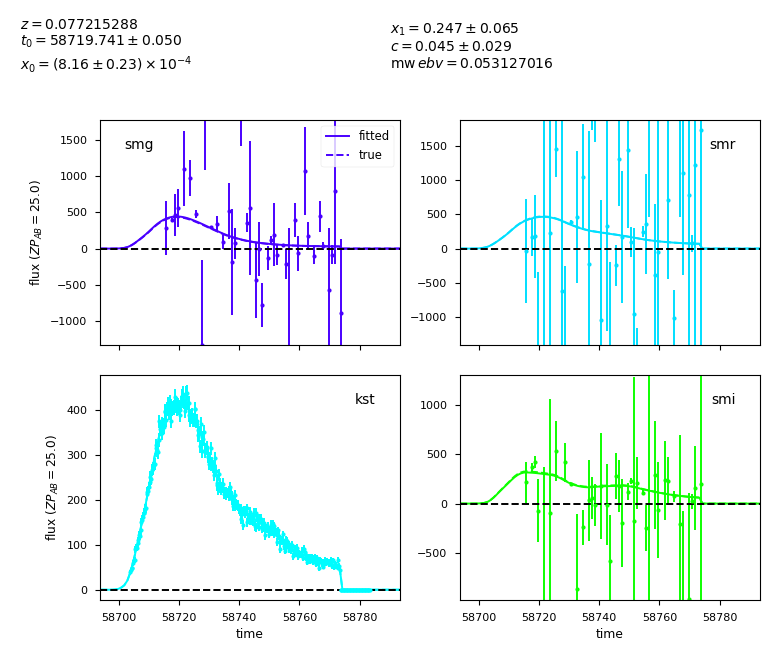 z = 0.077215288
t₀ = 58719.741 ± 0.050
x₀ = (8.16 ± 0.23) × 10⁻⁴
x₁ = 0.247 ± 0.065
c = 0.045 ± 0.029
mw ebv = 0.053127016
smg
fitted
true
1500
1000
500
0
−500
−1000
flux (ZP_AB = 25.0)
smr
1500
1000
500
0
−500
−1000
kst
400
300
200
100
0
flux (ZP_AB = 25.0)
58700 58720 58740 58760 58780
time
smi
1000
500
0
−500
58700 58720 58740 58760 58780
time